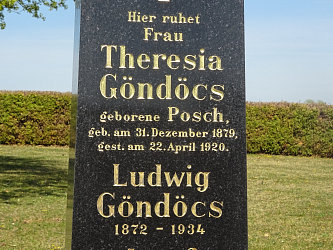 Hier ruhet
Frau
Theresia
Göndöcs
geborene Posch,
geb. am 31. Dezember 1879,
gest. am 22. April 1920.
Ludwig
Göndöcs
1872 - 1934